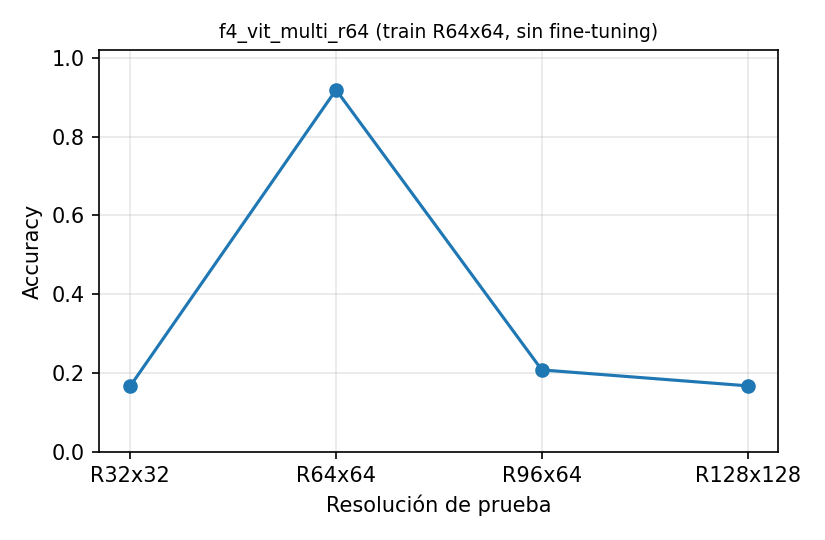 f4_vit_multi_r64 (train R64x64, sin fine-tuning)
1.0
0.8
0.6
0.4
0.2
0.0
Accuracy
R32x32 R64x64 R96x64 R128x128
Resolución de prueba